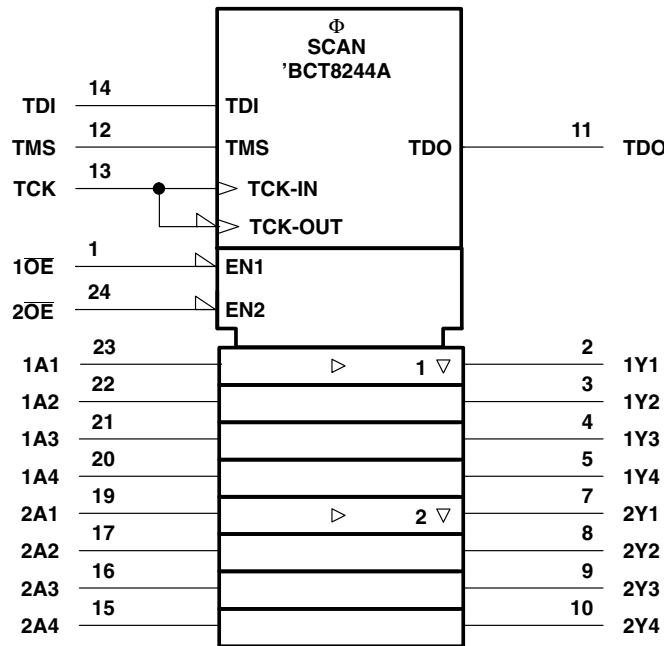 Φ
SCAN
'BCT8244A
TDI 14 TDI
TMS 12 TMS TDO 11 TDO
TCK 13 TCK-IN
TCK-OUT
1O̅E̅ 1 EN1
2O̅E̅ 24 EN2
1A1 23 1 2 1Y1
1A2 22 3 1Y2
1A3 21 4 1Y3
1A4 20 5 1Y4
2A1 19 2 7 2Y1
2A2 17 8 2Y2
2A3 16 9 2Y3
2A4 15 10 2Y4